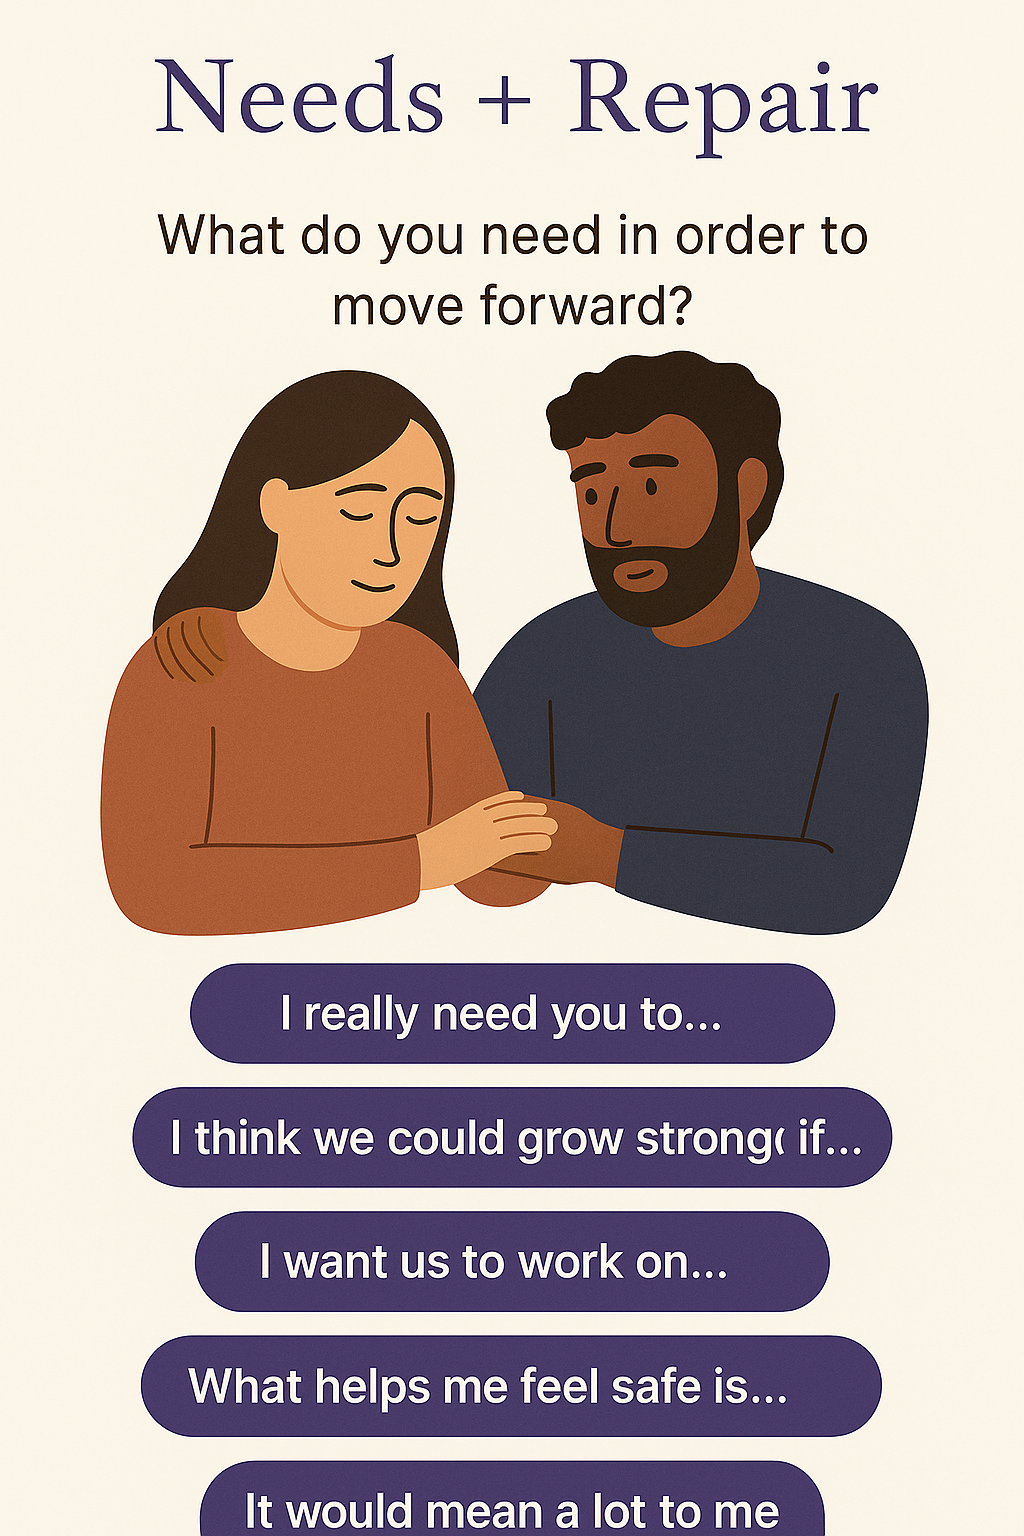 Needs + Repair
What do you need in order to
move forward?
I really need you to...
I think we could grow strong( if...
I want us to work on...
What helps me feel safe is...
It would mean a lot to me